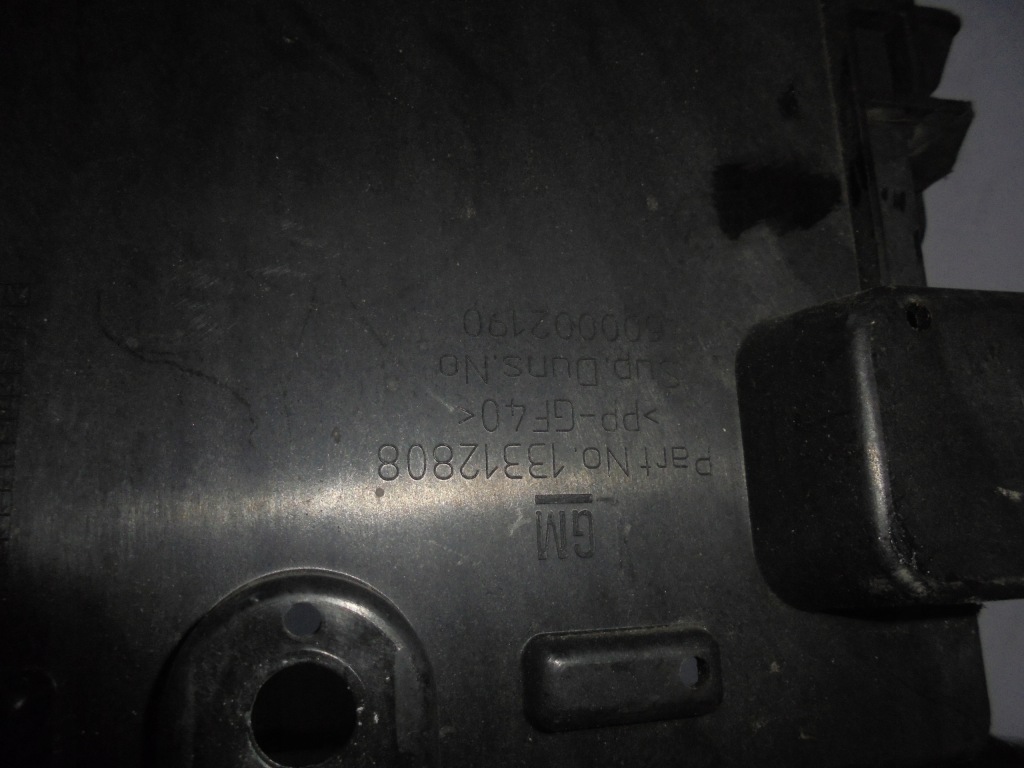 GM
Part No. 13312808
>PP-GF40<
Sup.Duns.No
600002190